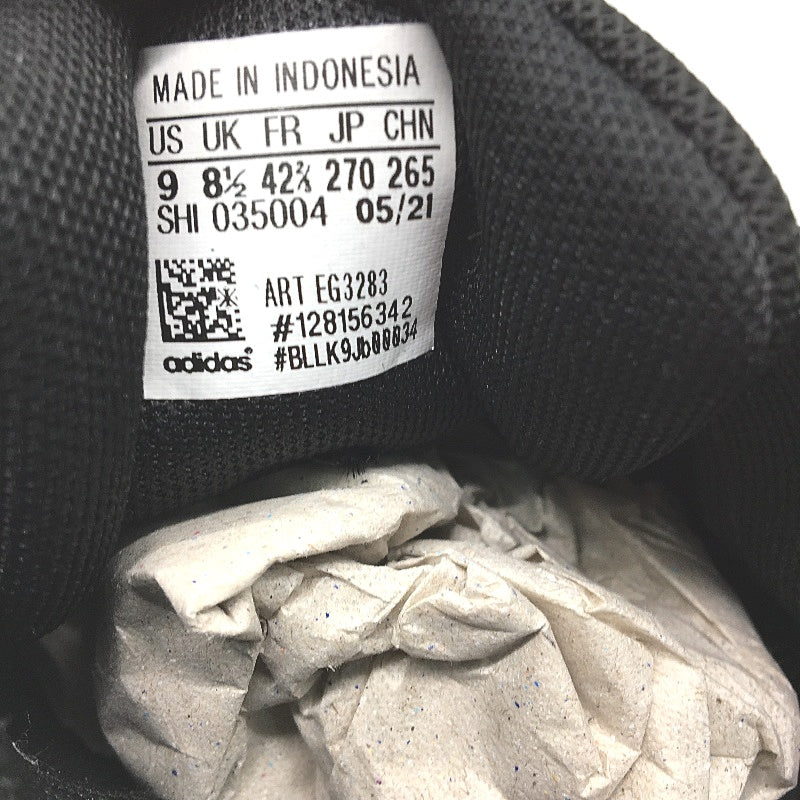 MADE IN INDONESIA
US UK FR JP CHN
9 8½ 42⅔ 270 265
SHI 035004 05/21
ART EG3283
#128156342
adidas